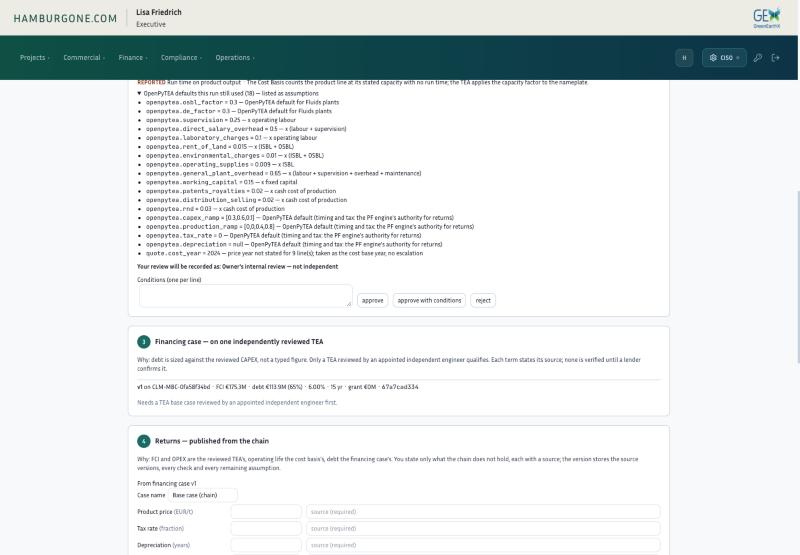 HAMBURGONE.COM
Lisa Friedrich
Executive
GEX
GreenEarthX
Projects
Commercial
Finance
Compliance
Operations
H
CISO
REPORTED Run time on product output · The Cost Basis counts the product line at its stated capacity with no run time; the TEA applies the capacity factor to the nameplate.
▼ OpenPyTEA defaults this run still used (18) — listed as assumptions
• openpytea.osbl_factor = 0.3 — OpenPyTEA default for Fluids plants
• openpytea.de_factor = 0.3 — OpenPyTEA default for Fluids plants
• openpytea.supervision = 0.25 — x operating labour
• openpytea.direct_salary_overhead = 0.5 — x (labour + supervision)
• openpytea.laboratory_charges = 0.1 — x operating labour
• openpytea.rent_of_land = 0.015 — x (ISBL + OSBL)
• openpytea.environmental_charges = 0.01 — x (ISBL + OSBL)
• openpytea.operating_supplies = 0.009 — x ISBL
• openpytea.general_plant_overhead = 0.65 — x (labour + supervision + overhead + maintenance)
• openpytea.working_capital = 0.15 — x fixed capital
• openpytea.patents_royalties = 0.02 — x cash cost of production
• openpytea.distribution_selling = 0.02 — x cash cost of production
• openpytea.rnd = 0.03 — x cash cost of production
• openpytea.capex_ramp = [0.3,0.6,0.1] — OpenPyTEA default (timing and tax: the PF engine's authority for returns)
• openpytea.production_ramp = [0,0,0.4,0.8] — OpenPyTEA default (timing and tax: the PF engine's authority for returns)
• openpytea.tax_rate = 0 — OpenPyTEA default (timing and tax: the PF engine's authority for returns)
• openpytea.depreciation = null — OpenPyTEA default (timing and tax: the PF engine's authority for returns)
• quote.cost_year = 2024 — price year not stated for 9 line(s); taken as the cost base year, no escalation
Your review will be recorded as: Owner's internal review — not independent
Conditions (one per line)
approve
approve with conditions
reject
3
Financing case — on one independently reviewed TEA
Why: debt is sized against the reviewed CAPEX, not a typed figure. Only a TEA reviewed by an appointed independent engineer qualifies. Each term states its source; none is verified until a lender
confirms it.
v1 on CLM-MBC-0fa58f34bd · FCI €175.3M · debt €113.9M (65%) · 6.00% · 15 yr · grant €0M · 67a7cad334
Needs a TEA base case reviewed by an appointed independent engineer first.
4
Returns — published from the chain
Why: FCI and OPEX are the reviewed TEA's, operating life the cost basis's, debt the financing case's. You state only what the chain does not hold, each with a source; the version stores the source
versions, every check and every remaining assumption.
From financing case v1
Case name Base case (chain)
Product price (EUR/t) source (required)
Tax rate (fraction) source (required)
Depreciation (years) source (required)